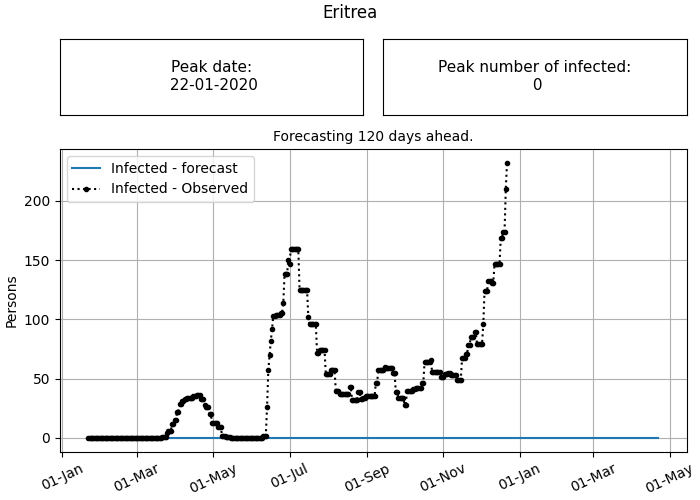 Eritrea
Peak date:
22-01-2020
Peak number of infected:
0
Forecasting 120 days ahead.
Infected - forecast
Infected - Observed
Persons
200
150
100
50
0
01-Jan
01-Mar
01-May
01-Jul
01-Sep
01-Nov
01-Jan
01-Mar
01-May